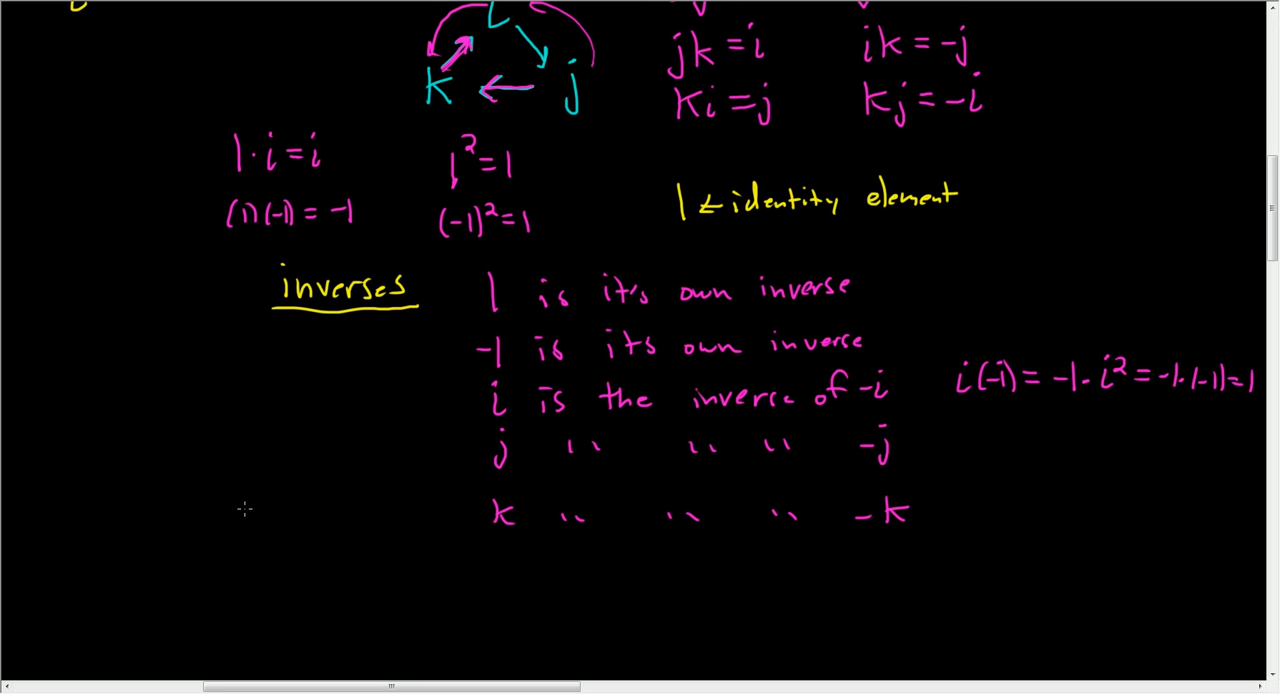 i
k j
jk = i ik = -j
ki = j kj = -i
1 · i = i 1² = 1
(1)(-1) = -1 (-1)² = 1
1 ← identity element
inverses
1 is it's own inverse
-1 is it's own inverse
i is the inverse of -i
i(-i) = -1 · i² = -1 · (-1) = 1
j " " " -j
k " " " -k